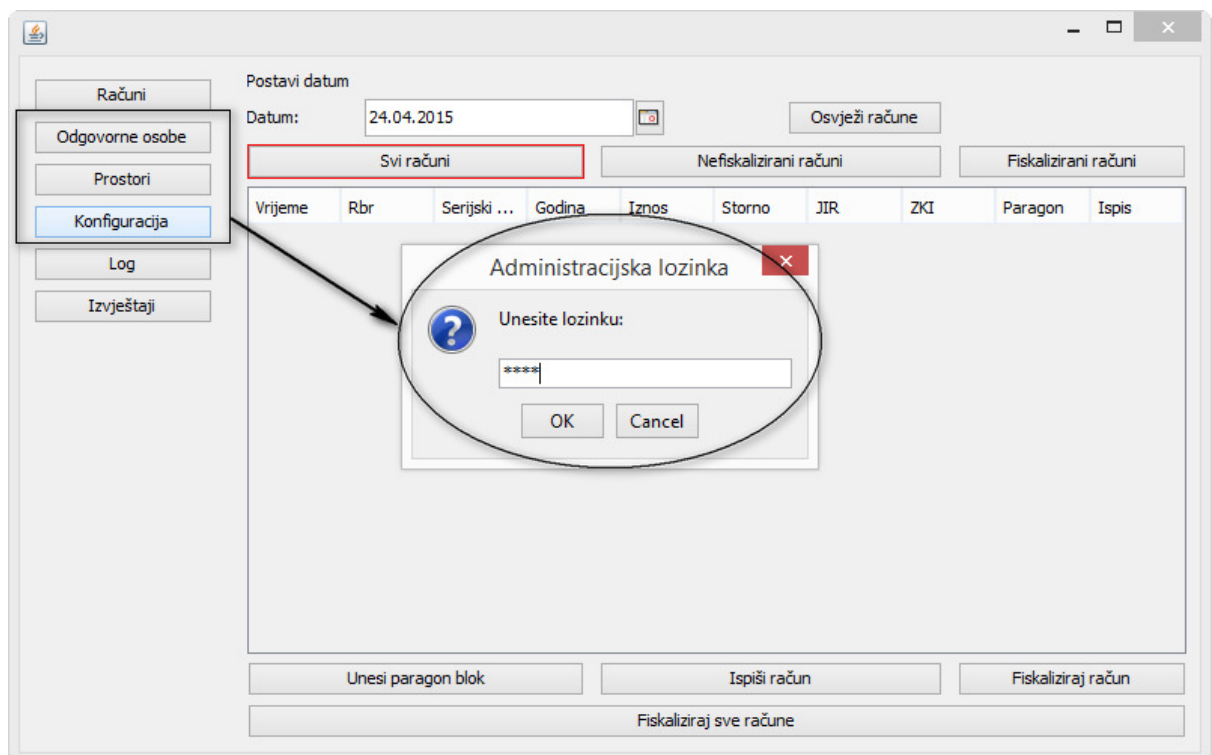 Računi
Odgovorne osobe
Prostori
Konfiguracija
Log
Izvještaji
Postavi datum
Datum: 24.04.2015 Osvježi račune
Svi računi Nefiskalizirani računi Fiskalizirani računi
Vrijeme Rbr Serijski ... Godina Iznos Storno JIR ZKI Paragon Ispis
Administracijska lozinka
Unesite lozinku:
****
OK Cancel
Unesi paragon blok Ispiši račun Fiskaliziraj račun
Fiskaliziraj sve račune